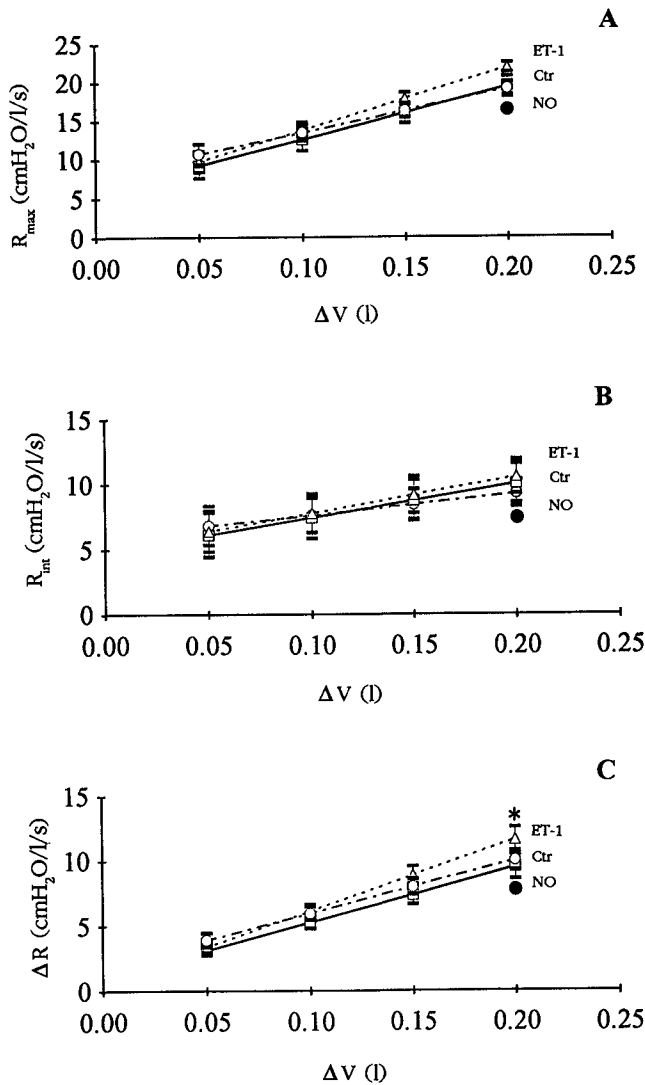 A
R_max (cmH₂O/l/s)
25
20
15
10
5
0
ET-1
Ctr
NO
0.00 0.05 0.10 0.15 0.20 0.25
ΔV (l)
B
R_int (cmH₂O/l/s)
15
10
5
0
ET-1
Ctr
NO
0.00 0.05 0.10 0.15 0.20 0.25
ΔV (l)
C
ΔR (cmH₂O/l/s)
15
10
5
0
*
ET-1
Ctr
NO
0.00 0.05 0.10 0.15 0.20 0.25
ΔV (l)